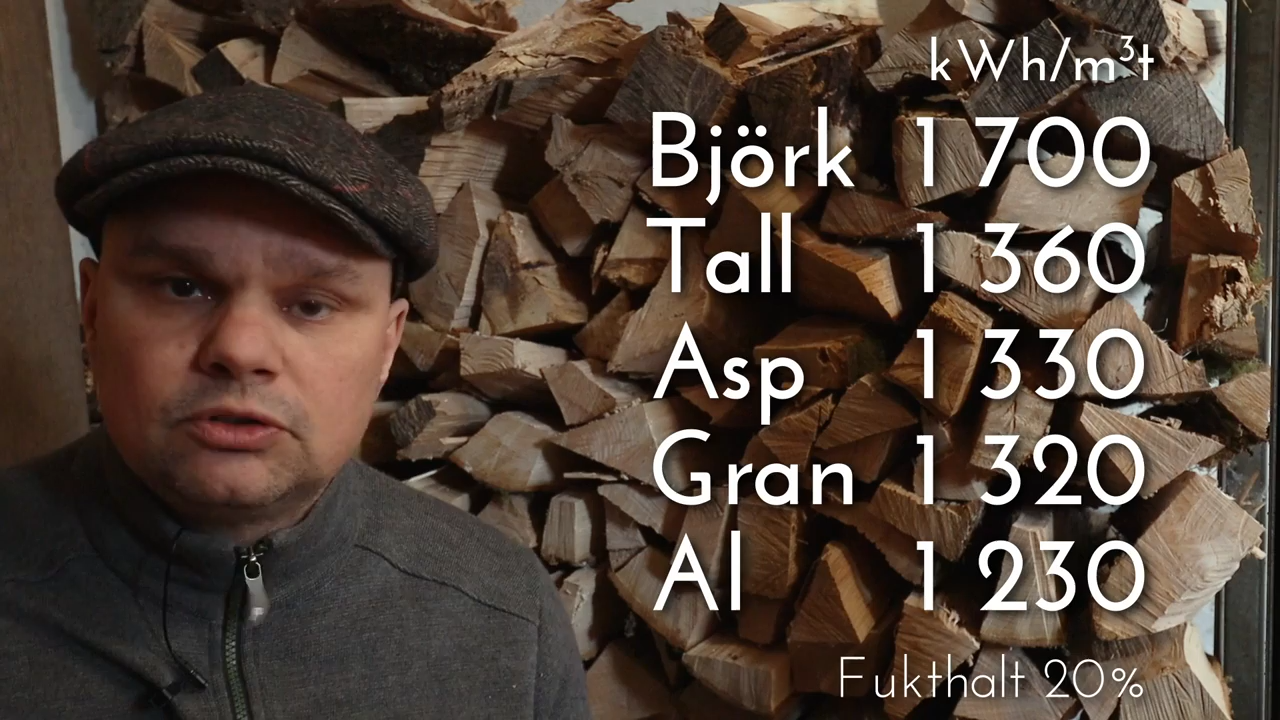 kWh/m³t
Björk 1 700
Tall 1 360
Asp 1 330
Gran 1 320
Al 1 230
Fukthalt 20%